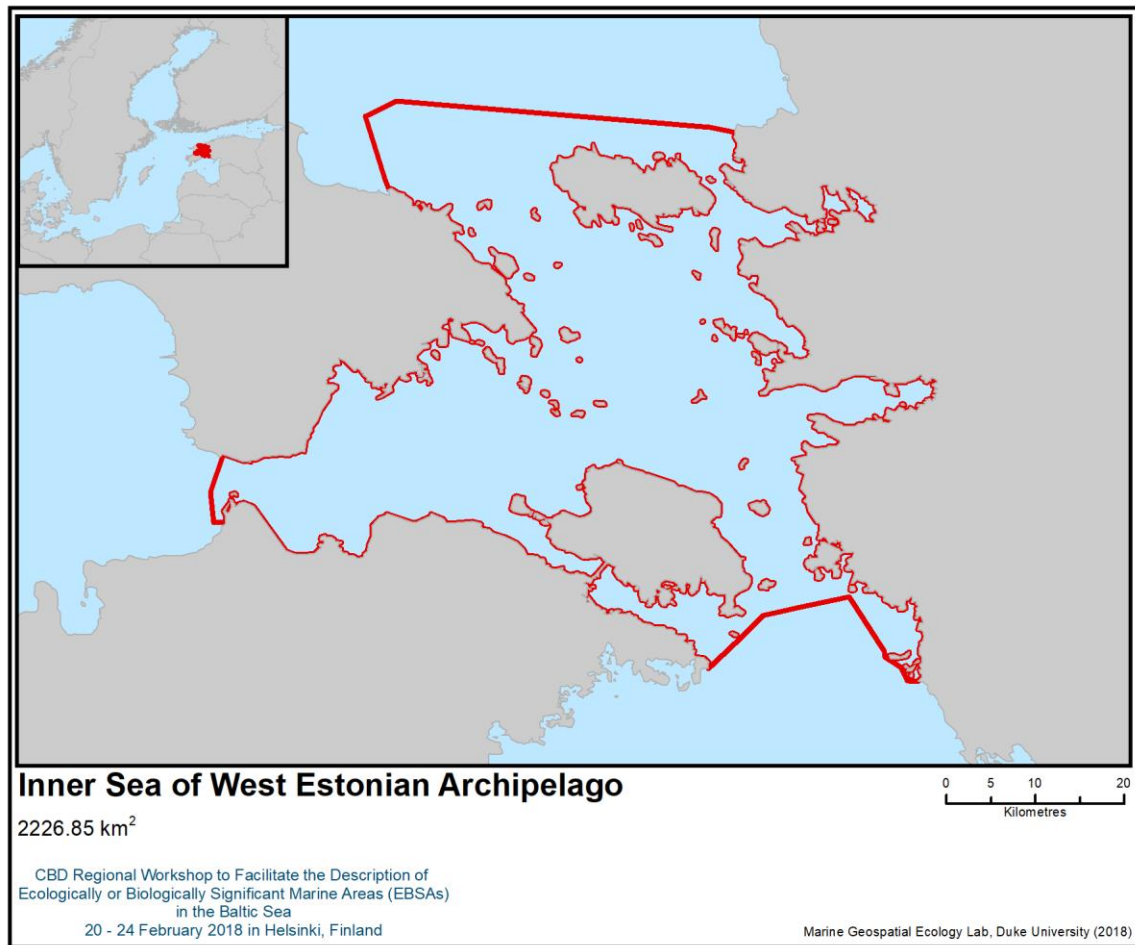 Inner Sea of West Estonian Archipelago
2226.85 km²
0 5 10 20
Kilometres
CBD Regional Workshop to Facilitate the Description of
Ecologically or Biologically Significant Marine Areas (EBSAs)
in the Baltic Sea
20 - 24 February 2018 in Helsinki, Finland
Marine Geospatial Ecology Lab, Duke University (2018)